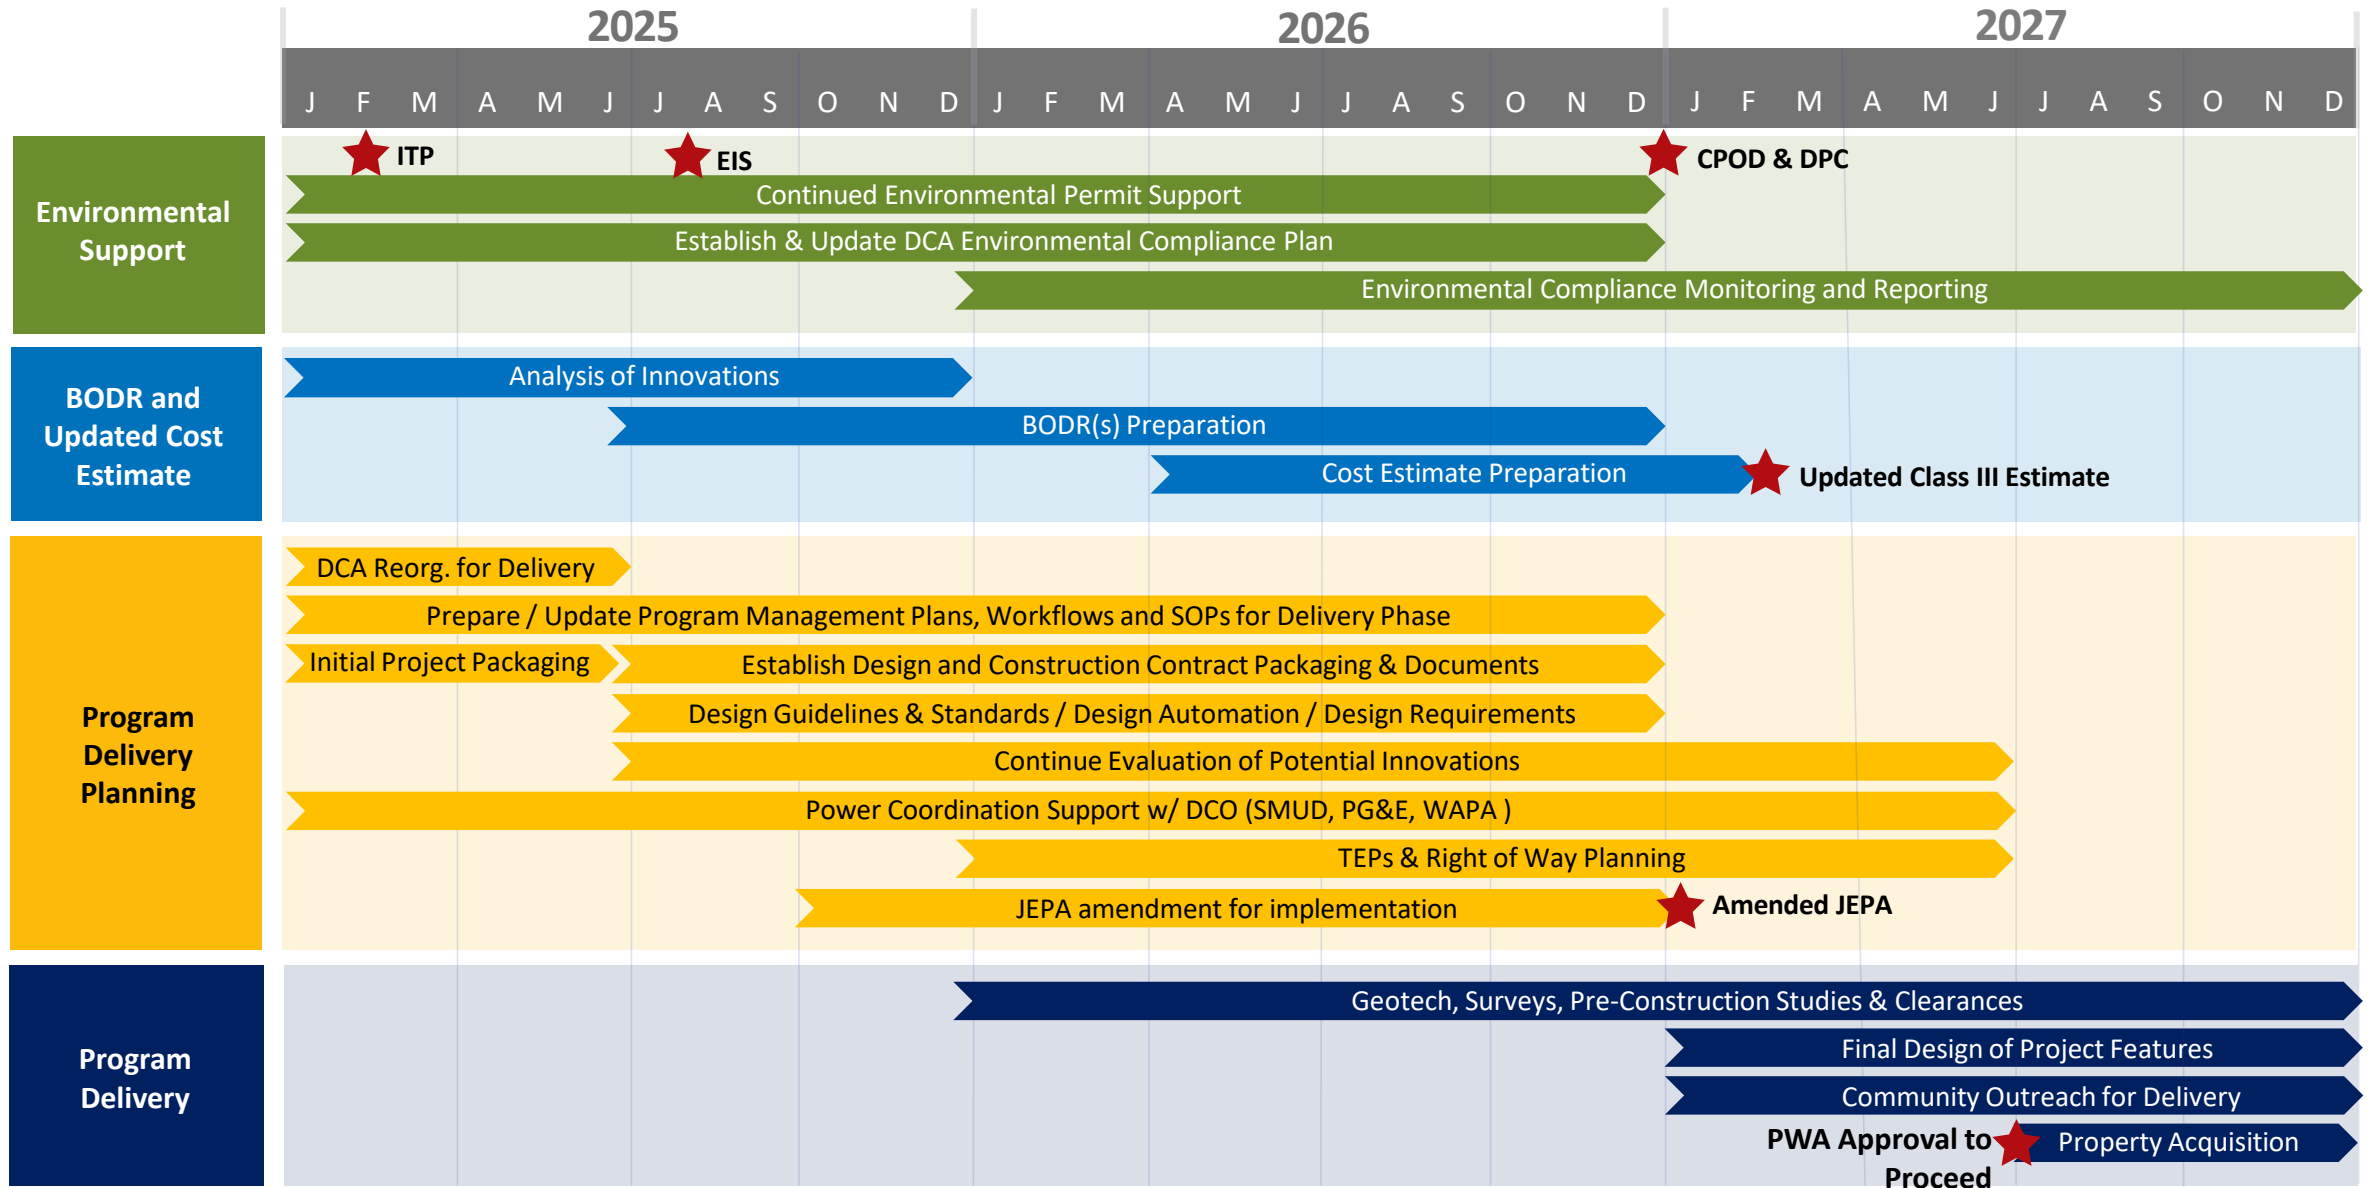 2025
2026
2027
J F M A M J J A S O N D J F M A M J J A S O N D J F M A M J J A S O N D
Environmental
Support
ITP
EIS
CPOD & DPC
Continued Environmental Permit Support
Establish & Update DCA Environmental Compliance Plan
Environmental Compliance Monitoring and Reporting
BODR and
Updated Cost
Estimate
Analysis of Innovations
BODR(s) Preparation
Cost Estimate Preparation
Updated Class III Estimate
Program
Delivery
Planning
DCA Reorg. for Delivery
Prepare / Update Program Management Plans, Workflows and SOPs for Delivery Phase
Initial Project Packaging
Establish Design and Construction Contract Packaging & Documents
Design Guidelines & Standards / Design Automation / Design Requirements
Continue Evaluation of Potential Innovations
Power Coordination Support w/ DCO (SMUD, PG&E, WAPA )
TEPs & Right of Way Planning
JEPA amendment for implementation
Amended JEPA
Program
Delivery
Geotech, Surveys, Pre-Construction Studies & Clearances
Final Design of Project Features
Community Outreach for Delivery
PWA Approval to
Proceed
Property Acquisition